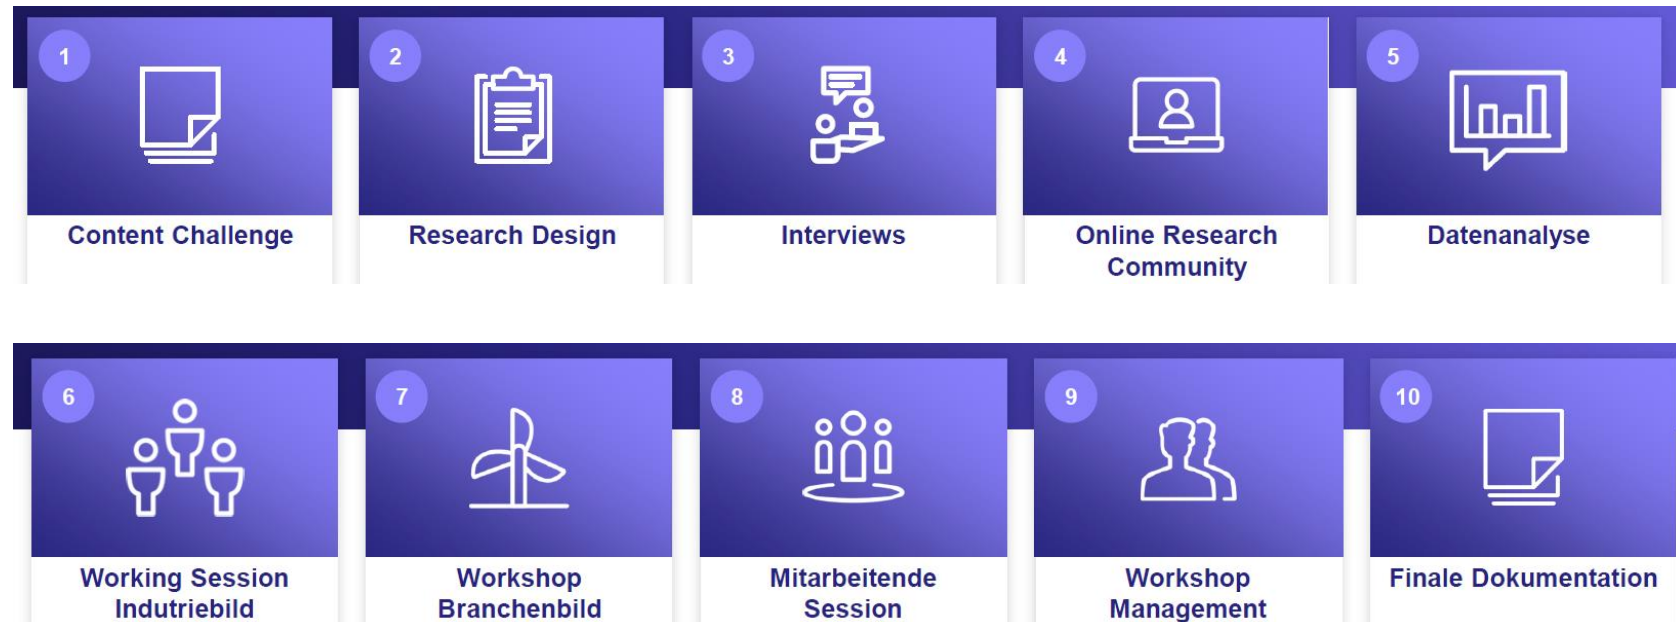 1
2
3
4
5
Content Challenge
Research Design
Interviews
Online Research
Community
Datenanalyse
6
7
8
9
10
Working Session
Indutriebild
Workshop
Branchenbild
Mitarbeitende
Session
Workshop
Management
Finale Dokumentation